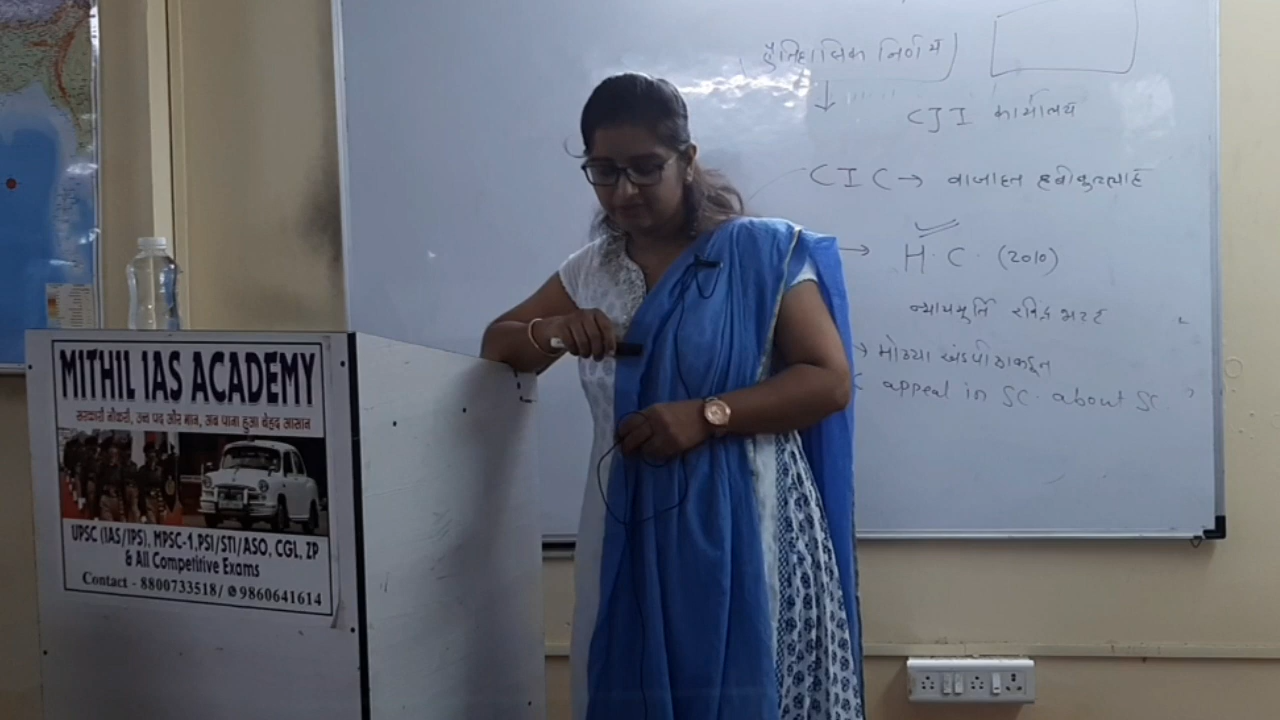 MITHIL IAS ACADEMY
सरकारी नौकरी, उच्च पद और मान, अब पाना हुआ बेहद आसान
UPSC (IAS/IPS), MPSC-1,PSI/STI/ASO, CGL, ZP
& All Competitive Exams
Contact - 8800733518/ 9860641614
ऐतिहासिक निर्णय
CJI कार्यालय
CIC → वाजाहत हबीबुल्लाह
→ H.C. (2010)
न्यायमूर्ति रविंद्र भट्ट
→ मोठ्या खंडपीठाकडून
appeal in SC. about SC